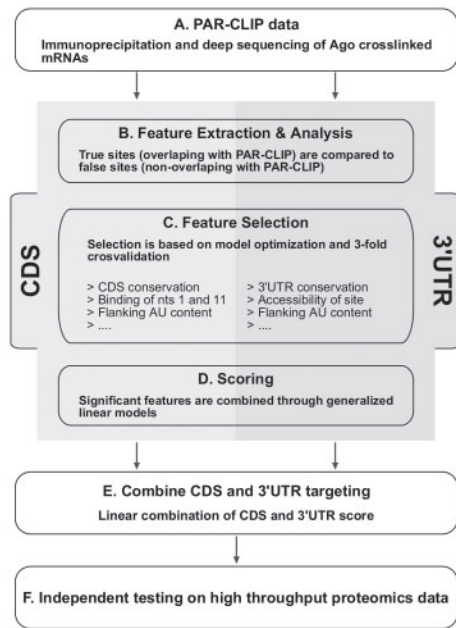 A. PAR-CLIP data
Immunoprecipitation and deep sequencing of Ago crosslinked
mRNAs
B. Feature Extraction & Analysis
True sites (overlaping with PAR-CLIP) are compared to
false sites (non-overlaping with PAR-CLIP)
CDS
C. Feature Selection
Selection is based on model optimization and 3-fold
crosvalidation
> CDS conservation
> Binding of nts 1 and 11
> Flanking AU content
> ....
> 3'UTR conservation
> Accessibility of site
> Flanking AU content
> ....
3'UTR
D. Scoring
Significant features are combined through generalized
linear models
E. Combine CDS and 3'UTR targeting
Linear combination of CDS and 3'UTR score
F. Independent testing on high throughput proteomics data